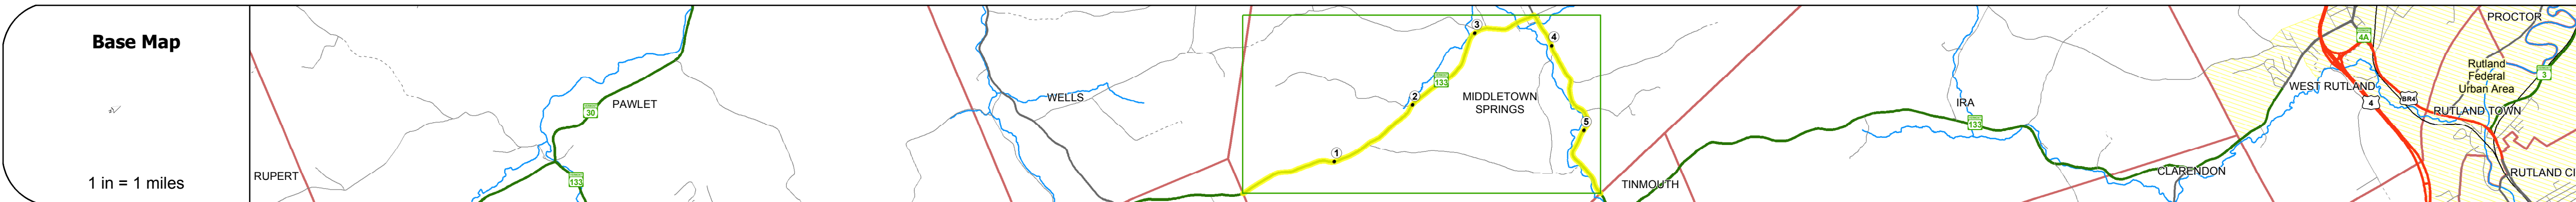 Base Map
1 in = 1 miles
RUPERT
30
PAWLET
133
WELLS
1
2
133
3
MIDDLETOWN
SPRINGS
4
5
TINMOUTH
IRA
133
CLARENDON
WEST RUTLAND
4A
4
BR4
Rutland
Federal
Urban Area
PROCTOR
3
RUTLAND TOWN
RUTLAND CI